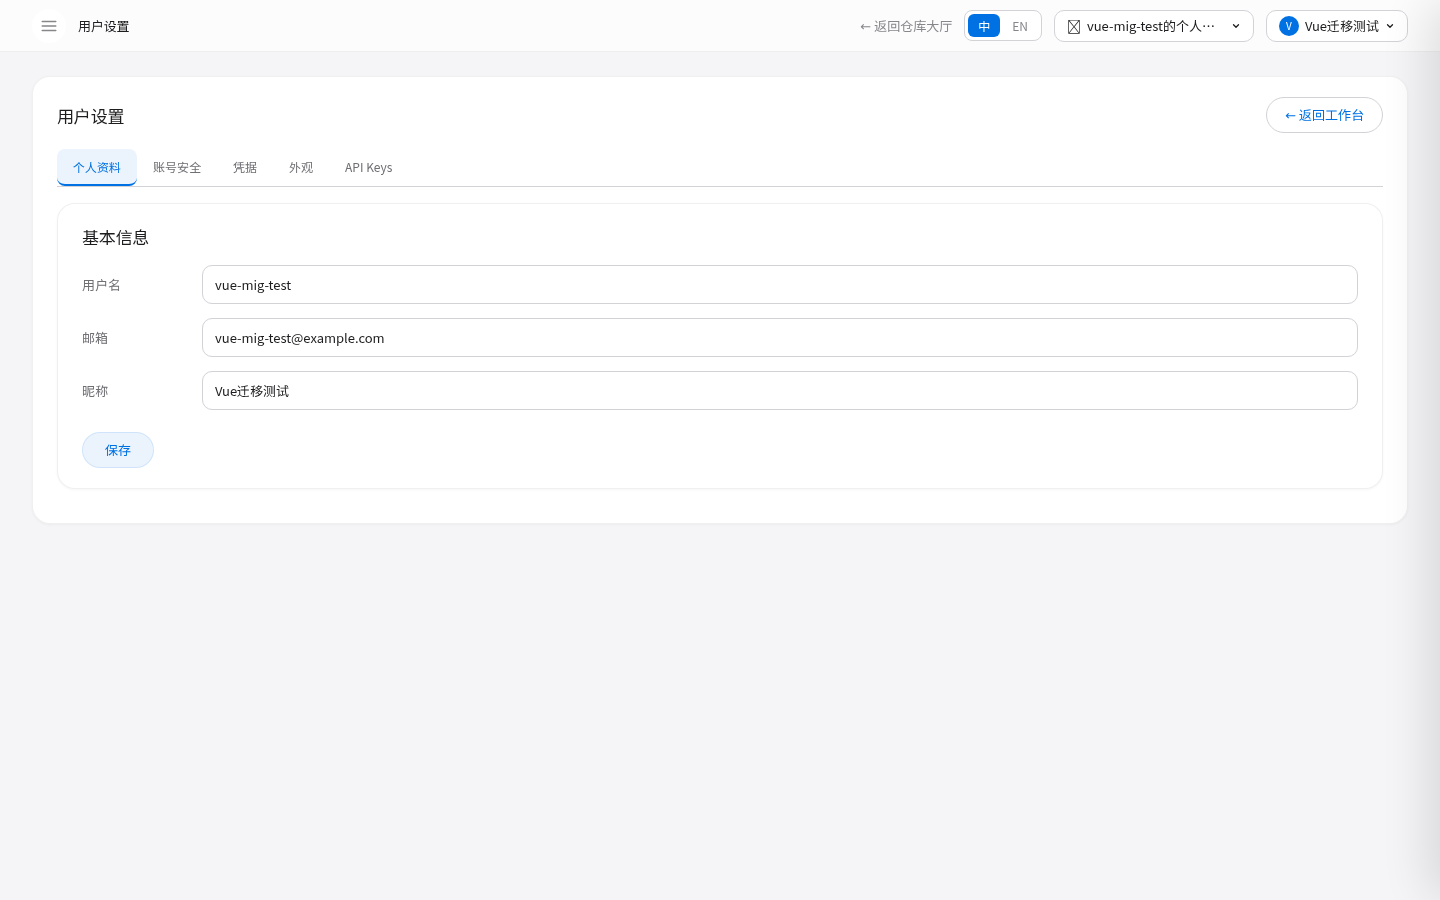 用户设置
← 返回仓库大厅
中
EN
vue-mig-test的个人…
V
Vue迁移测试
用户设置
← 返回工作台
个人资料
账号安全
凭据
外观
API Keys
基本信息
用户名
vue-mig-test
邮箱
vue-mig-test@example.com
昵称
Vue迁移测试
保存